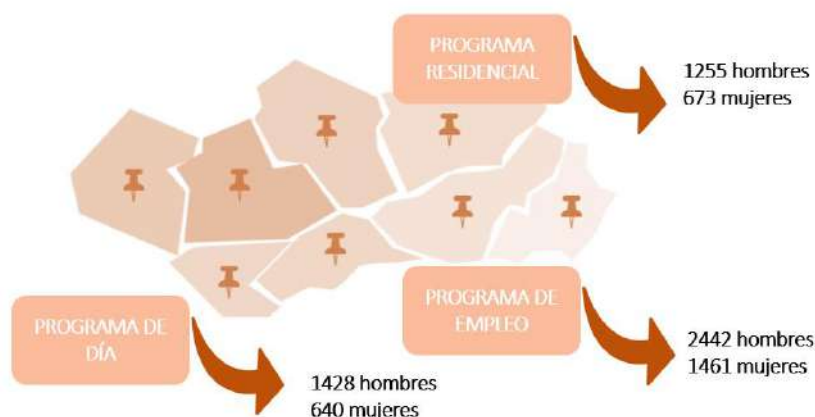 PROGRAMA
RESIDENCIAL
1255 hombres
673 mujeres
PROGRAMA DE
EMPLEO
2442 hombres
1461 mujeres
PROGRAMA DE
DÍA
1428 hombres
640 mujeres